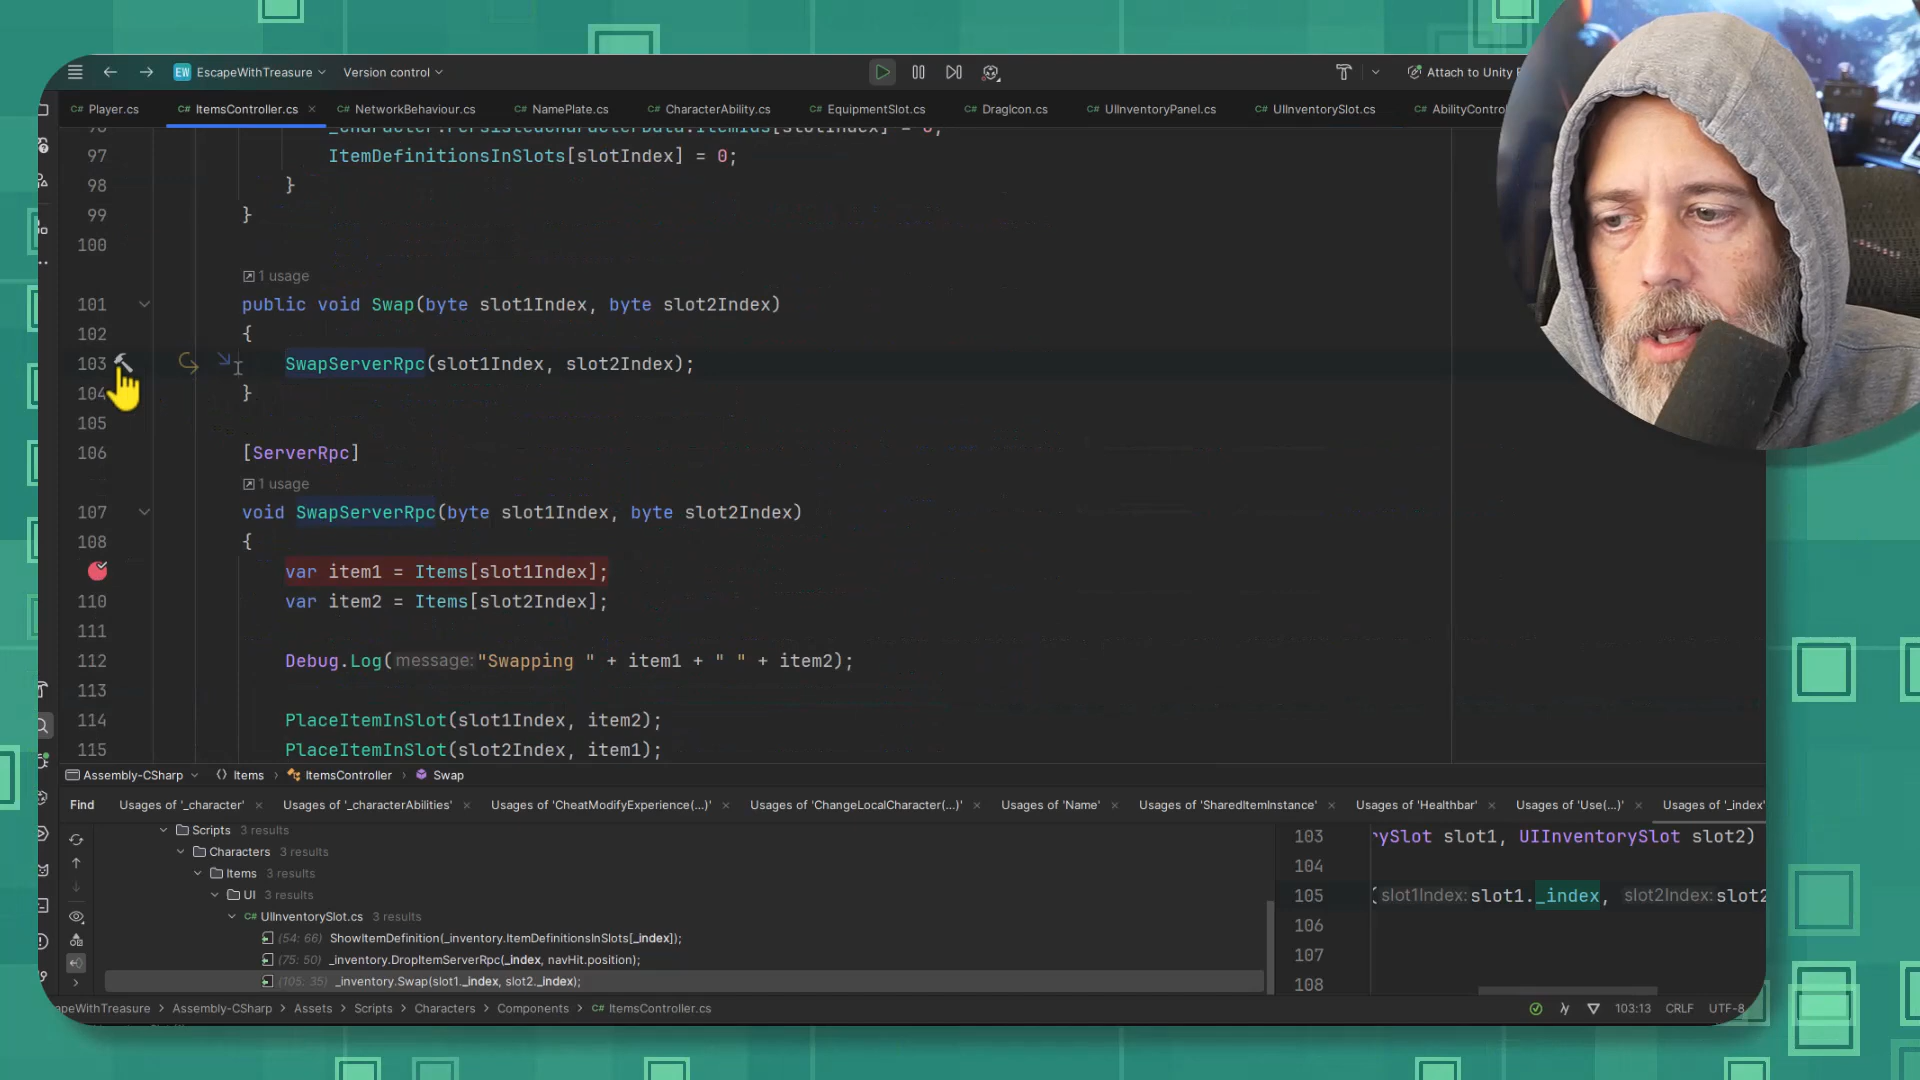 EW EscapeWithTreasure Version control Attach to Unity
C# Player.cs C# ItemsController.cs × C# NetworkBehaviour.cs C# NamePlate.cs C# CharacterAbility.cs C# EquipmentSlot.cs C# DragIcon.cs C# UIInventoryPanel.cs C# UIInventorySlot.cs C# AbilityContro
97 ItemDefinitionsInSlots[slotIndex] = 0;
98 }
99 }
100
1 usage
101 public void Swap(byte slot1Index, byte slot2Index)
102 {
103 SwapServerRpc(slot1Index, slot2Index);
104 }
105
106 [ServerRpc]
1 usage
107 void SwapServerRpc(byte slot1Index, byte slot2Index)
108 {
var item1 = Items[slot1Index];
110 var item2 = Items[slot2Index];
111
112 Debug.Log(message:"Swapping " + item1 + " " + item2);
113
114 PlaceItemInSlot(slot1Index, item2);
115 PlaceItemInSlot(slot2Index, item1);
Assembly-CSharp Items ItemsController Swap
Find Usages of '_character' × Usages of '_characterAbilities' × Usages of 'CheatModifyExperience(...)' × Usages of 'ChangeLocalCharacter(...)' × Usages of 'Name' × Usages of 'SharedItemInstance' × Usages of 'Healthbar' × Usages of 'Use(...)' × Usages of '_index'
Scripts 3 results
Characters 3 results
Items 3 results
UI 3 results
C# UIInventorySlot.cs 3 results
(54: 66) ShowItemDefinition(_inventory.ItemDefinitionsInSlots[_index]);
(75: 50) _inventory.DropItemServerRpc(_index, navHit.position);
(105: 35) _inventory.Swap(slot1._index, slot2._index);
103 rySlot slot1, UIInventorySlot slot2)
104
105 (slot1Index:slot1._index, slot2Index:slot2
106
107
108
apeWithTreasure Assembly-CSharp Assets Scripts Characters Components C# ItemsController.cs 103:13 CRLF UTF-8